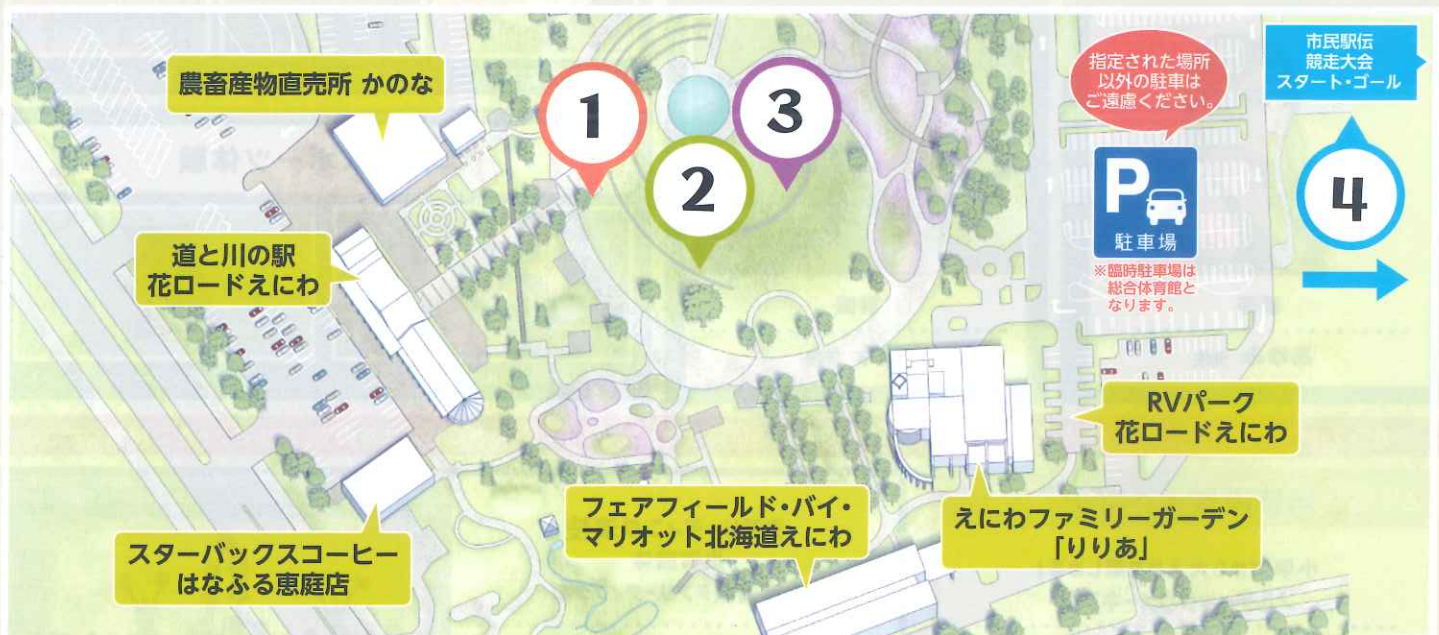 農畜産物直売所 かのな
1
2
3
指定された場所
以外の駐車は
ご遠慮ください。
市民駅伝
競走大会
スタート・ゴール
P
駐車場
※臨時駐車場は
総合体育館と
なります。
4
道と川の駅
花ロードえにわ
RVパーク
花ロードえにわ
スターバックスコーヒー
はなふる恵庭店
フェアフィールド・バイ・
マリオット北海道えにわ
えにわファミリーガーデン
「りりあ」